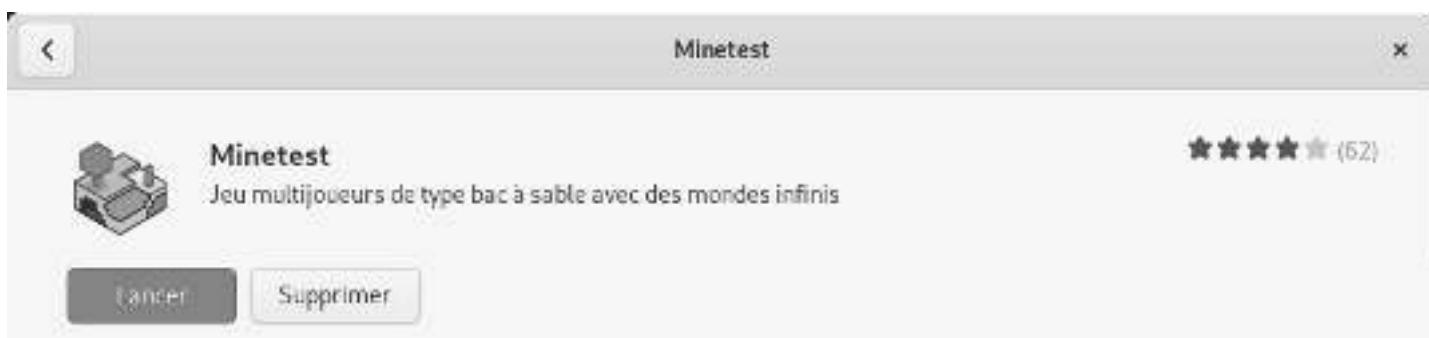 Minetest
Minetest
Jeu multijoueurs de type bac à sable avec des mondes infinis
(62)
Lancer
Supprimer